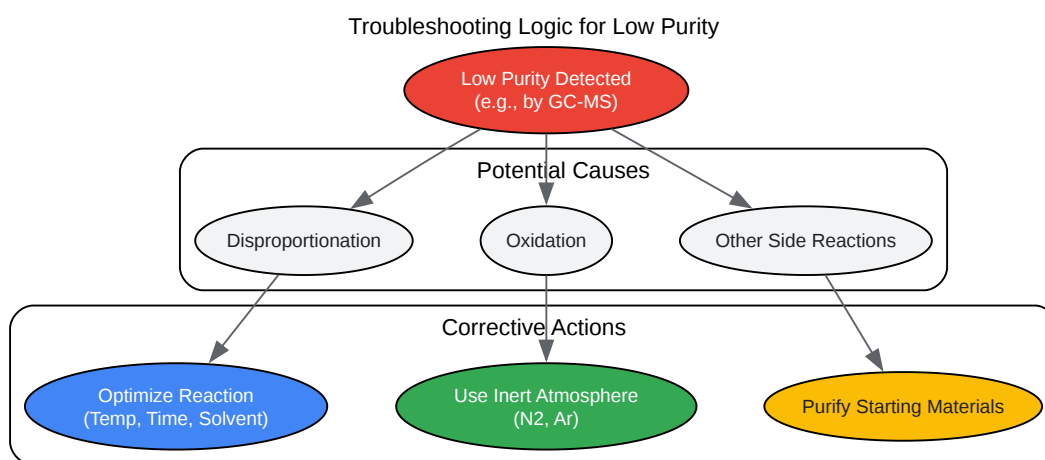 Troubleshooting Logic for Low Purity
Low Purity Detected
(e.g., by GC-MS)
Potential Causes
Disproportionation
Oxidation
Other Side Reactions
Corrective Actions
Optimize Reaction
(Temp, Time, Solvent)
Use Inert Atmosphere
(N2, Ar)
Purify Starting Materials